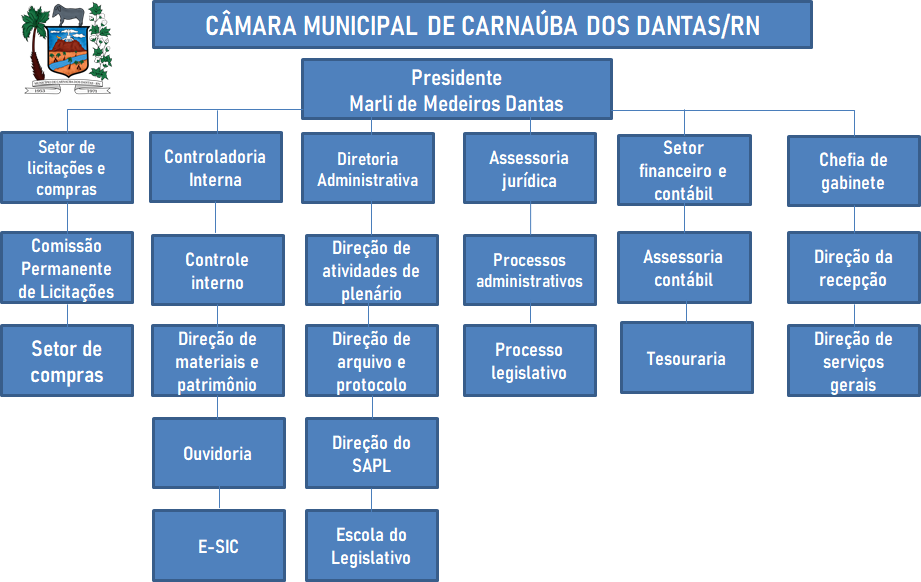 CÂMARA MUNICIPAL DE CARNAÚBA DOS DANTAS/RN
Presidente
Marli de Medeiros Dantas
Setor de
licitações e
compras
Controladoria
Interna
Diretoria
Administrativa
Assessoria
jurídica
Setor
financeiro e
contábil
Chefia de
gabinete
Comissão
Permanente
de Licitações
Controle
interno
Direção de
atividades de
plenário
Processos
administrativos
Assessoria
contábil
Direção da
recepção
Setor de
compras
Direção de
materiais e
patrimônio
Direção de
arquivo e
protocolo
Processo
legislativo
Tesouraria
Direção de
serviços
gerais
Ouvidoria
Direção do
SAPL
E-SIC
Escola do
Legislativo